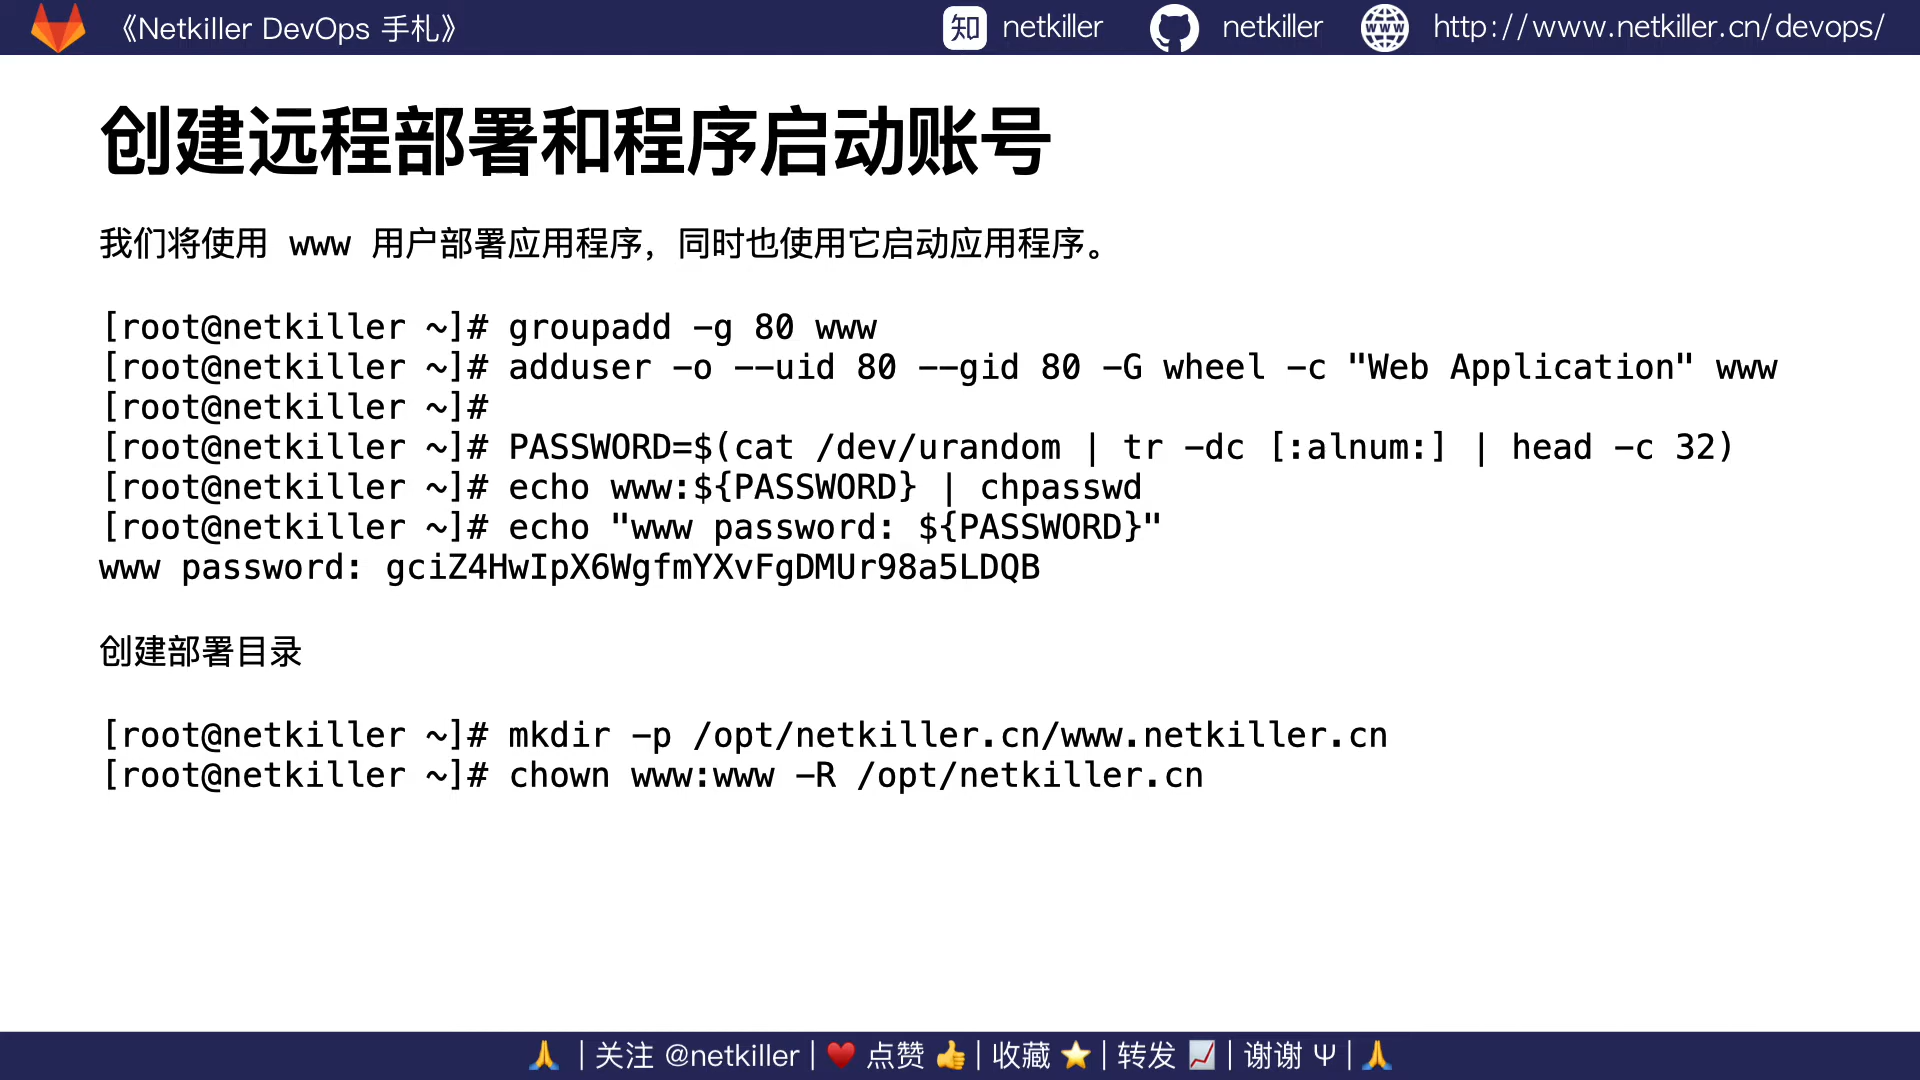 《Netkiller DevOps 手札》 知 netkiller netkiller www http://www.netkiller.cn/devops/
创建远程部署和程序启动账号
我们将使用 www 用户部署应用程序，同时也使用它启动应用程序。
[root@netkiller ~]# groupadd -g 80 www
[root@netkiller ~]# adduser -o --uid 80 --gid 80 -G wheel -c "Web Application" www
[root@netkiller ~]#
[root@netkiller ~]# PASSWORD=$(cat /dev/urandom | tr -dc [:alnum:] | head -c 32)
[root@netkiller ~]# echo www:${PASSWORD} | chpasswd
[root@netkiller ~]# echo "www password: ${PASSWORD}"
www password: gciZ4HwIpX6WgfmYXvFgDMUr98a5LDQB
创建部署目录
[root@netkiller ~]# mkdir -p /opt/netkiller.cn/www.netkiller.cn
[root@netkiller ~]# chown www:www -R /opt/netkiller.cn
🙏 | 关注 @netkiller | ♥️ 点赞 👍 | 收藏 ⭐ | 转发 📈 | 谢谢 Ψ | 🙏